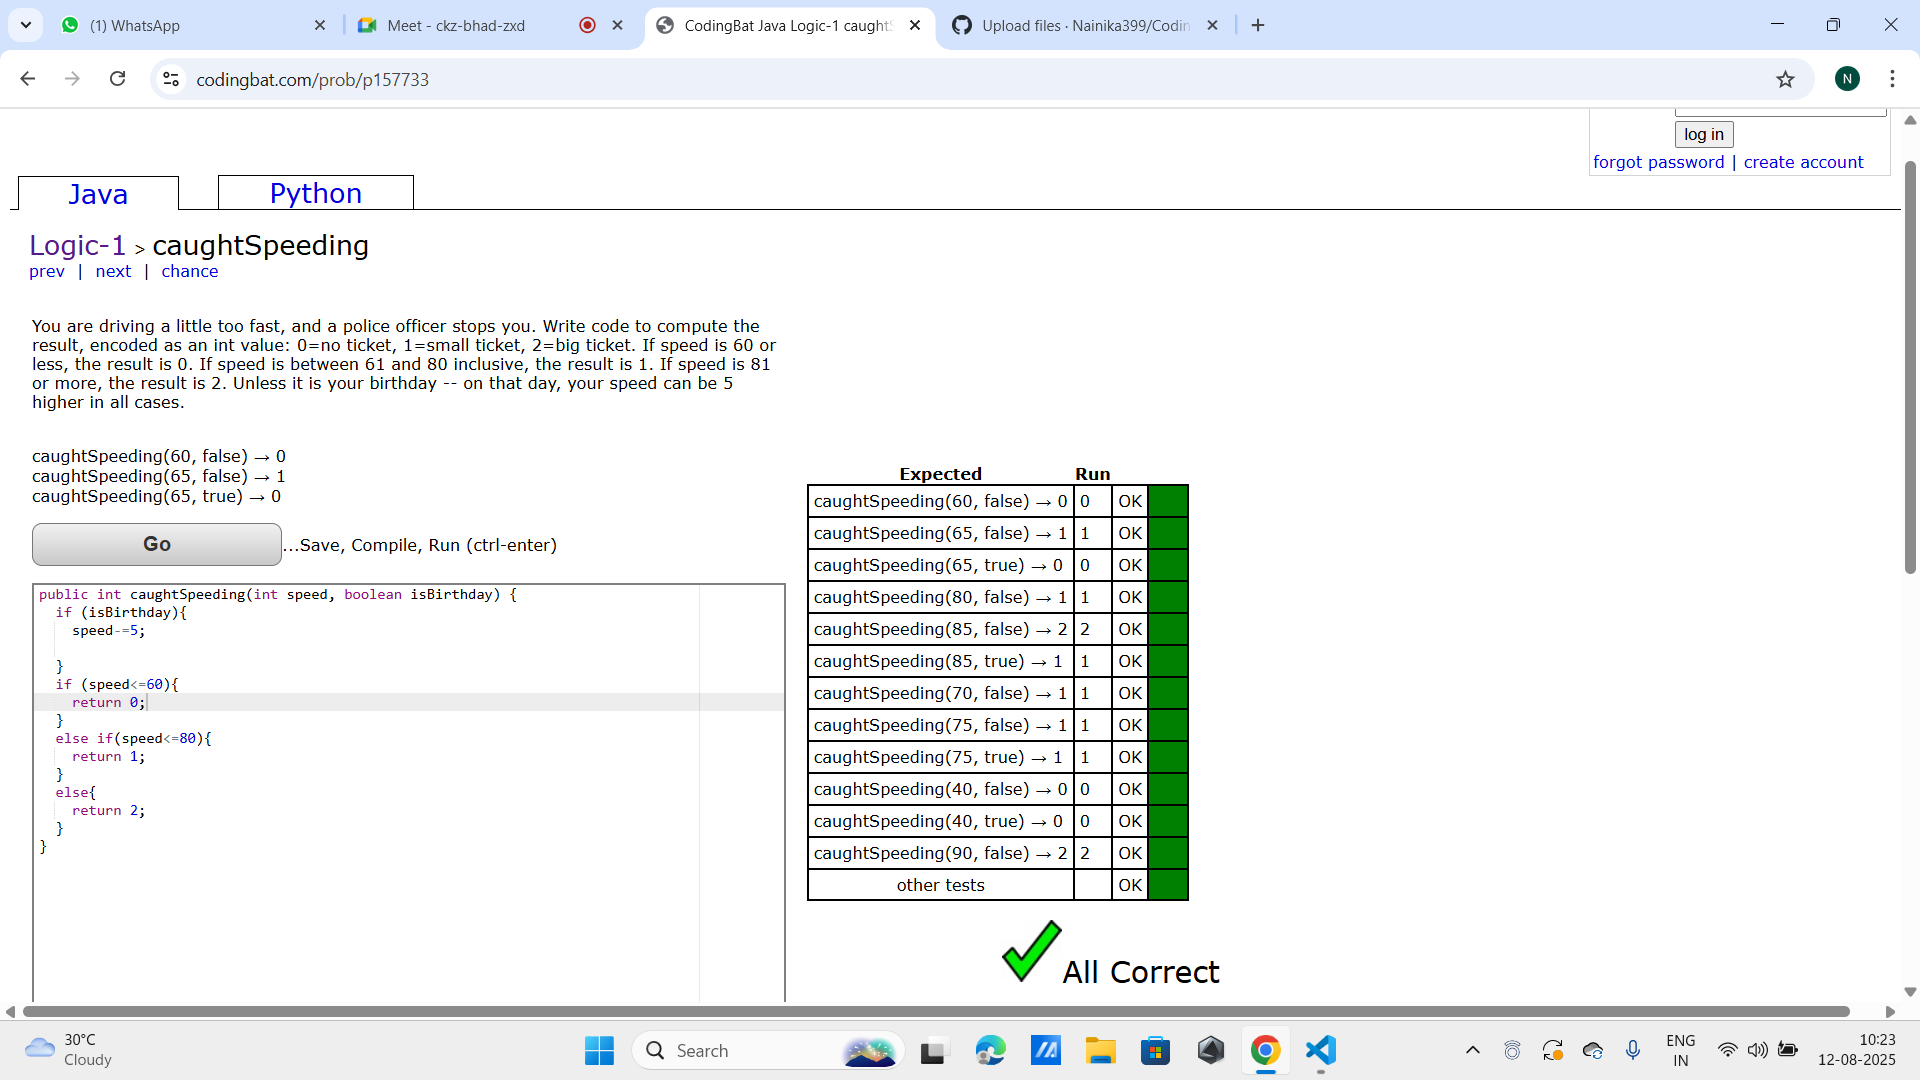 (1) WhatsApp
Meet - ckz-bhad-zxd
CodingBat Java Logic-1 caughtS
Upload files · Nainika399/Codin
codingbat.com/prob/p157733
N
log in
forgot password | create account
Java
Python
Logic-1 > caughtSpeeding
prev | next | chance
You are driving a little too fast, and a police officer stops you. Write code to compute the
result, encoded as an int value: 0=no ticket, 1=small ticket, 2=big ticket. If speed is 60 or
less, the result is 0. If speed is between 61 and 80 inclusive, the result is 1. If speed is 81
or more, the result is 2. Unless it is your birthday -- on that day, your speed can be 5
higher in all cases.
caughtSpeeding(60, false) → 0
caughtSpeeding(65, false) → 1
caughtSpeeding(65, true) → 0
Go
...Save, Compile, Run (ctrl-enter)
public int caughtSpeeding(int speed, boolean isBirthday) {
if (isBirthday){
speed-=5;
}
if (speed<=60){
return 0;
}
else if(speed<=80){
return 1;
}
else{
return 2;
}
}
Expected Run
caughtSpeeding(60, false) → 0 0 OK
caughtSpeeding(65, false) → 1 1 OK
caughtSpeeding(65, true) → 0 0 OK
caughtSpeeding(80, false) → 1 1 OK
caughtSpeeding(85, false) → 2 2 OK
caughtSpeeding(85, true) → 1 1 OK
caughtSpeeding(70, false) → 1 1 OK
caughtSpeeding(75, false) → 1 1 OK
caughtSpeeding(75, true) → 1 1 OK
caughtSpeeding(40, false) → 0 0 OK
caughtSpeeding(40, true) → 0 0 OK
caughtSpeeding(90, false) → 2 2 OK
other tests OK
All Correct
30°C
Cloudy
Search
ENG
IN
10:23
12-08-2025